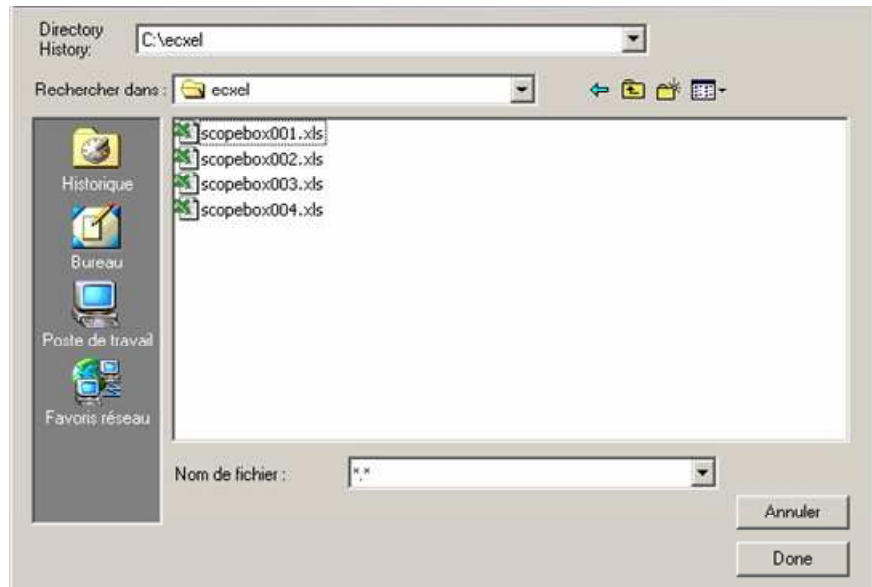 Directory
History:
C:\ecxel
Rechercher dans :
ecxel
Historique
Bureau
Poste de travail
Favoris réseau
scopebox001.xls
scopebox002.xls
scopebox003.xls
scopebox004.xls
Nom de fichier :
*.*
Annuler
Done